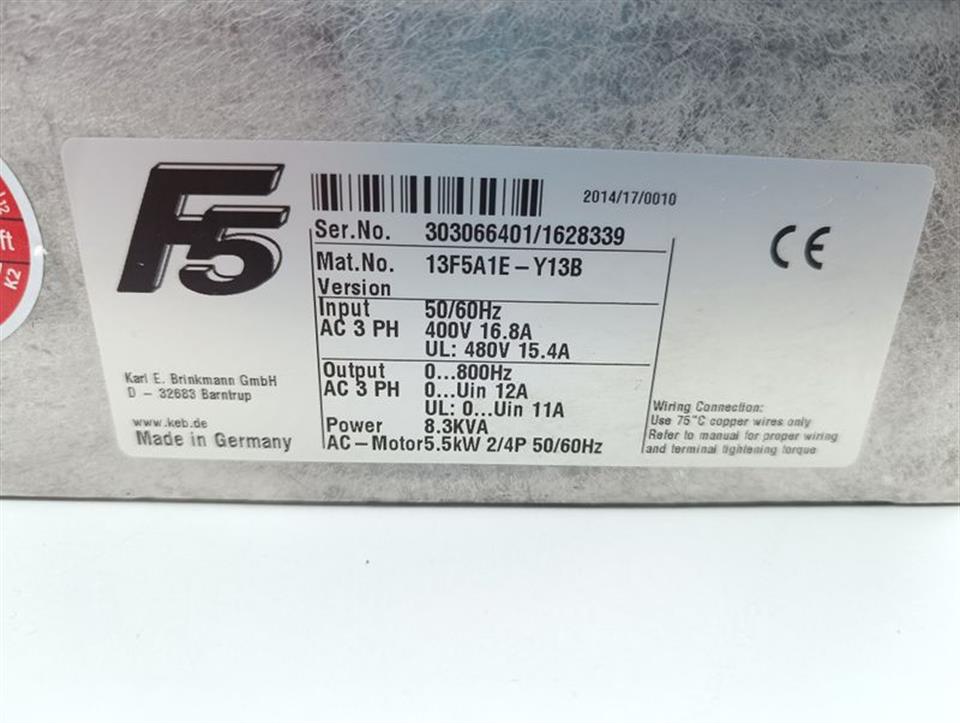 F5
2014/17/0010
Ser.No. 303066401/1628339
Mat.No. 13F5A1E-Y13B
Version
Input 50/60Hz
AC 3 PH 400V 16.8A
UL: 480V 15.4A
Output 0...800Hz
AC 3 PH 0...Uin 12A
UL: 0...Uin 11A
Power 8.3KVA
AC-Motor 5.5kW 2/4P 50/60Hz
Karl E. Brinkmann GmbH
D - 32683 Barntrup
www.keb.de
Made in Germany
CE
Wiring Connection:
Use 75°C copper wires only
Refer to manual for proper wiring
and terminal tightening torque
K2